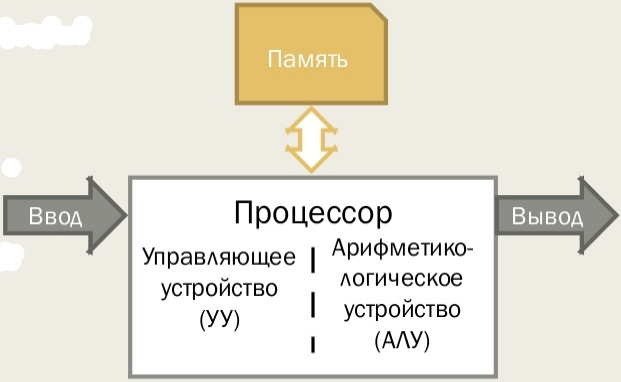 Память
Ввод
Процессор
Вывод
Управляющее
устройство
(УУ)
Арифметико-
логическое
устройство
(АЛУ)